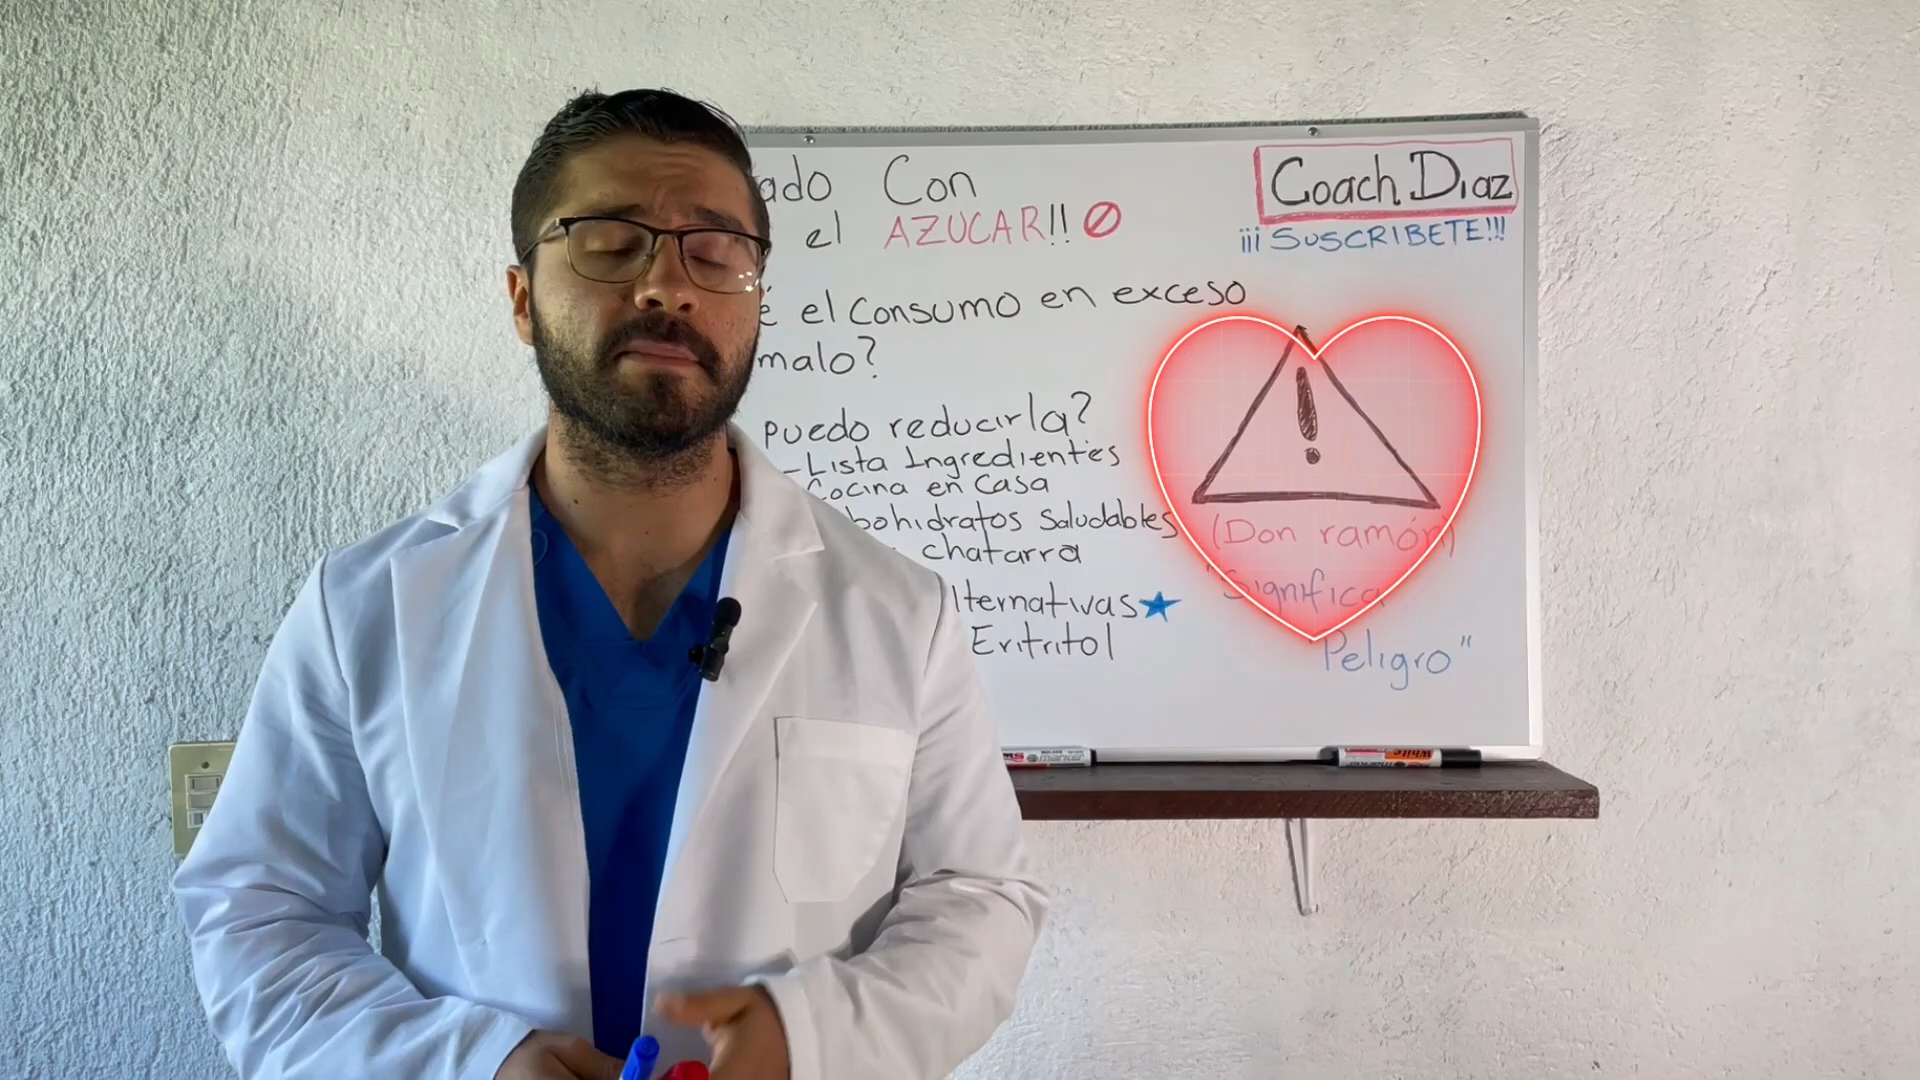 ado Con
el AZUCAR!!
Coach Diaz
¡¡¡SUSCRIBETE!!!
é el Consumo en exceso
malo?
puedo reducirla?
-Lista Ingredientes
Cocina en Casa
bohidratos Saludables
chatarra
lternativas
Eritritol
!
(Don ramón)
"Significa
Peligro"